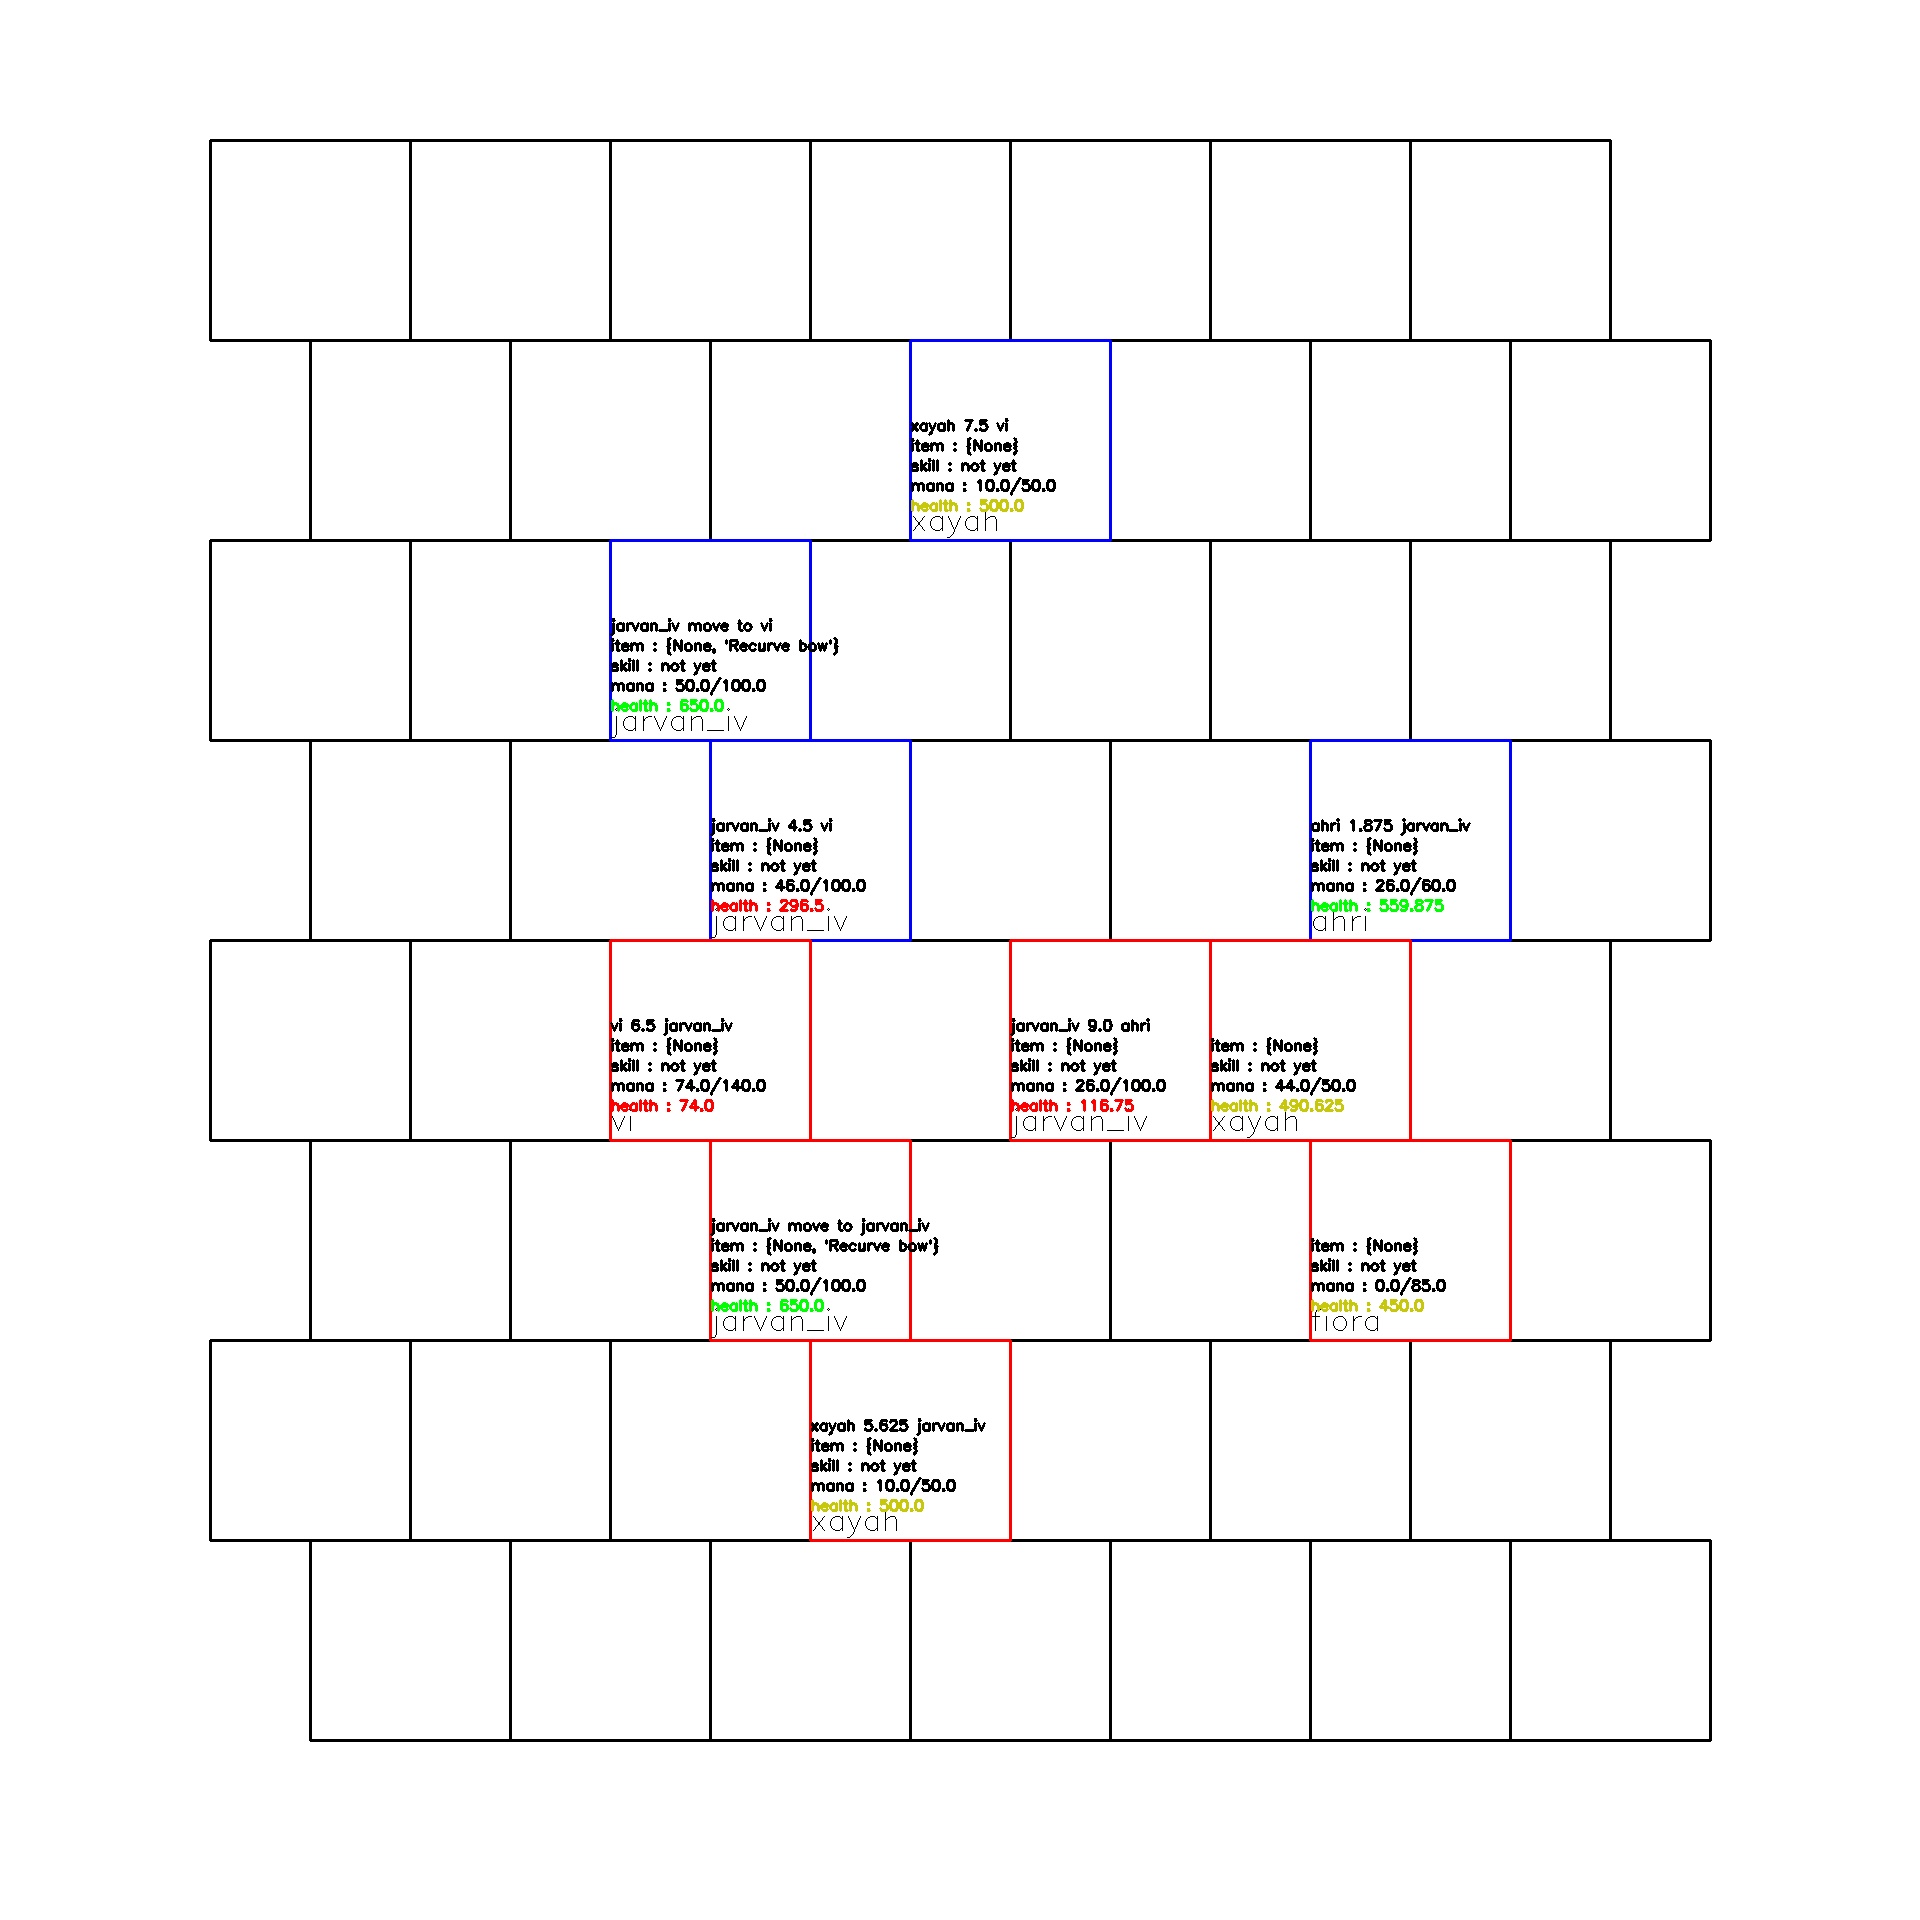 xayah 7.5 vi
item : {None}
skill : not yet
mana : 10.0/50.0
health : 500.0
xayah
jarvan_iv move to vi
item : {None, 'Recurve bow'}
skill : not yet
mana : 50.0/100.0
health : 650.0
jarvan_iv
jarvan_iv 4.5 vi
item : {None}
skill : not yet
mana : 46.0/100.0
health : 296.5
jarvan_iv
ahri 1.875 jarvan_iv
item : {None}
skill : not yet
mana : 26.0/60.0
health : 559.875
ahri
vi 6.5 jarvan_iv
item : {None}
skill : not yet
mana : 74.0/140.0
health : 74.0
vi
jarvan_iv 9.0 ahri
item : {None}
skill : not yet
mana : 26.0/100.0
health : 116.75
jarvan_iv
item : {None}
skill : not yet
mana : 44.0/50.0
health : 490.625
xayah
jarvan_iv move to jarvan_iv
item : {None, 'Recurve bow'}
skill : not yet
mana : 50.0/100.0
health : 650.0
jarvan_iv
item : {None}
skill : not yet
mana : 0.0/85.0
health : 450.0
fiora
xayah 5.625 jarvan_iv
item : {None}
skill : not yet
mana : 10.0/50.0
health : 500.0
xayah